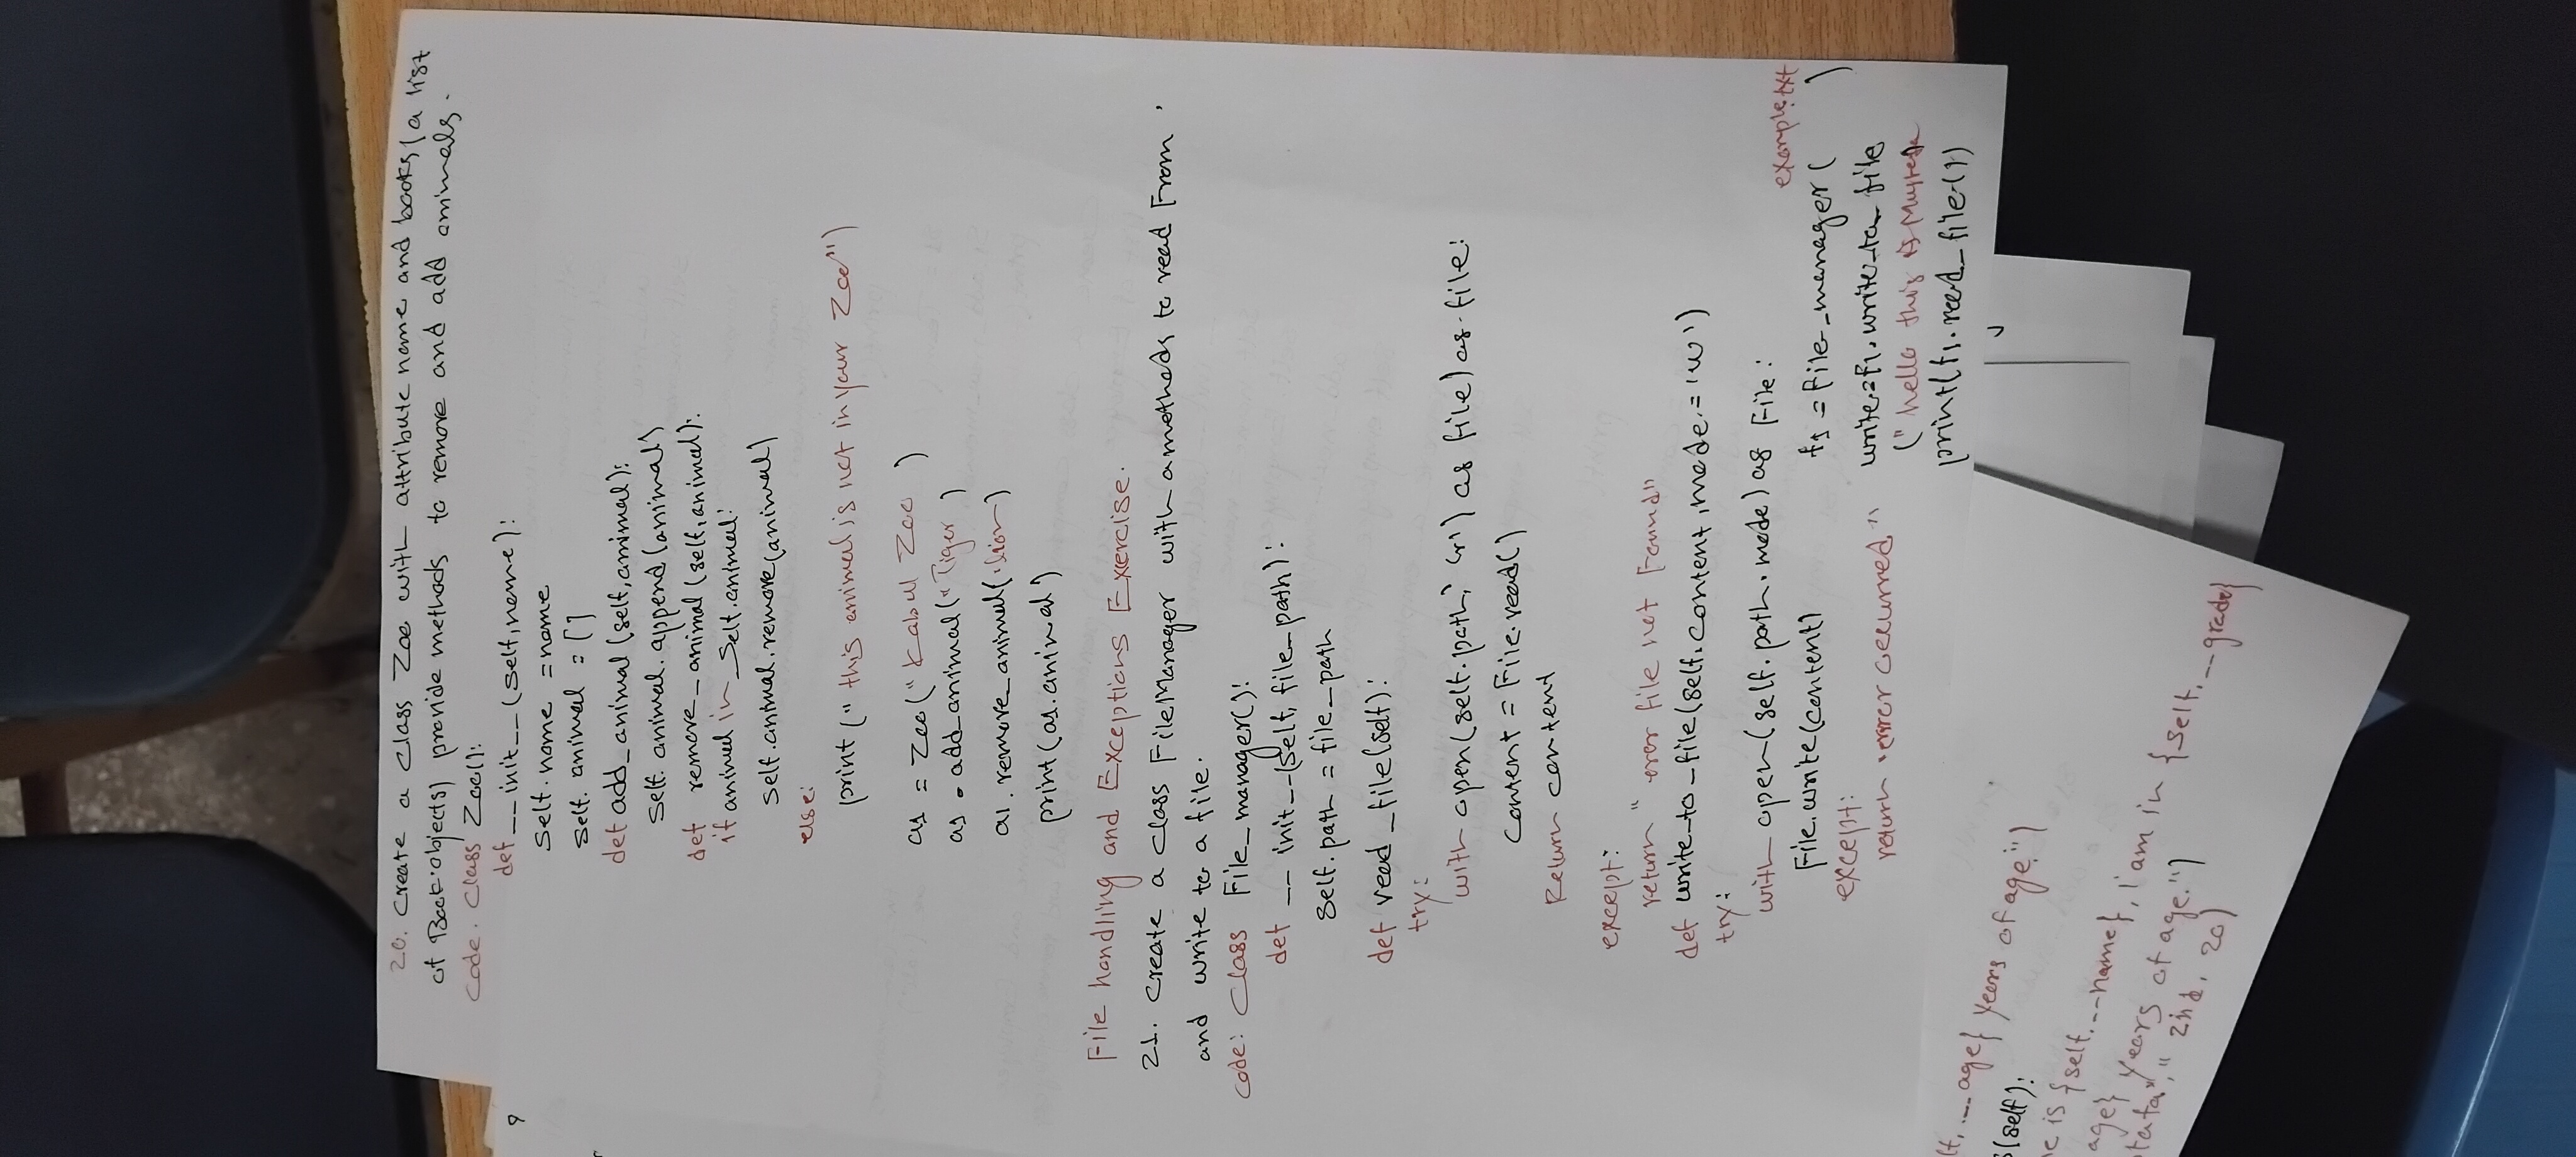 20. Create a class Zoo with attribute name and books (a list
of Book objects) provide methods to remove and add animals.
Code. Class Zoo():
def __init__(self, name):
self.name = name
self. animal = []
def add_animal (self, animal):
self. animal. append (animal)
def remove_animal (self, animal):
if animal in self.animal:
self.animal.remove(animal)
else:
print (" this animal is not in your Zoo")
a1 = Zoo(" Kabul Zoo )
a1 . add_animal(" Tiger )
a1. remove_animal('lion)
print(a1.animal)
File handling and Exceptions Exercise.
21. Create a class FileManager with a methods to read From
and write to a file.
code: Class File_manager():
def __ init__(self, file_path):
self.path = file_path
def read _file(self):
try:
with open(self.path, 'r') as file) as file:
content = File.read()
Return content
except:
return " error file not Found"
def write_to_file(self, content, mode.='w')
try:
with open(self.path. mode) as File:
File.write(content)
except:
return "error occurred"
example.txt
f1 = file_manager( )
write=f1.write_to_ file
(" hello this is
print(f1.read_file())
9
__age} years of age.")
(self):
is {self.__name}, i am in {self.__grade}
age} years of age.")
" 2nd, 20)